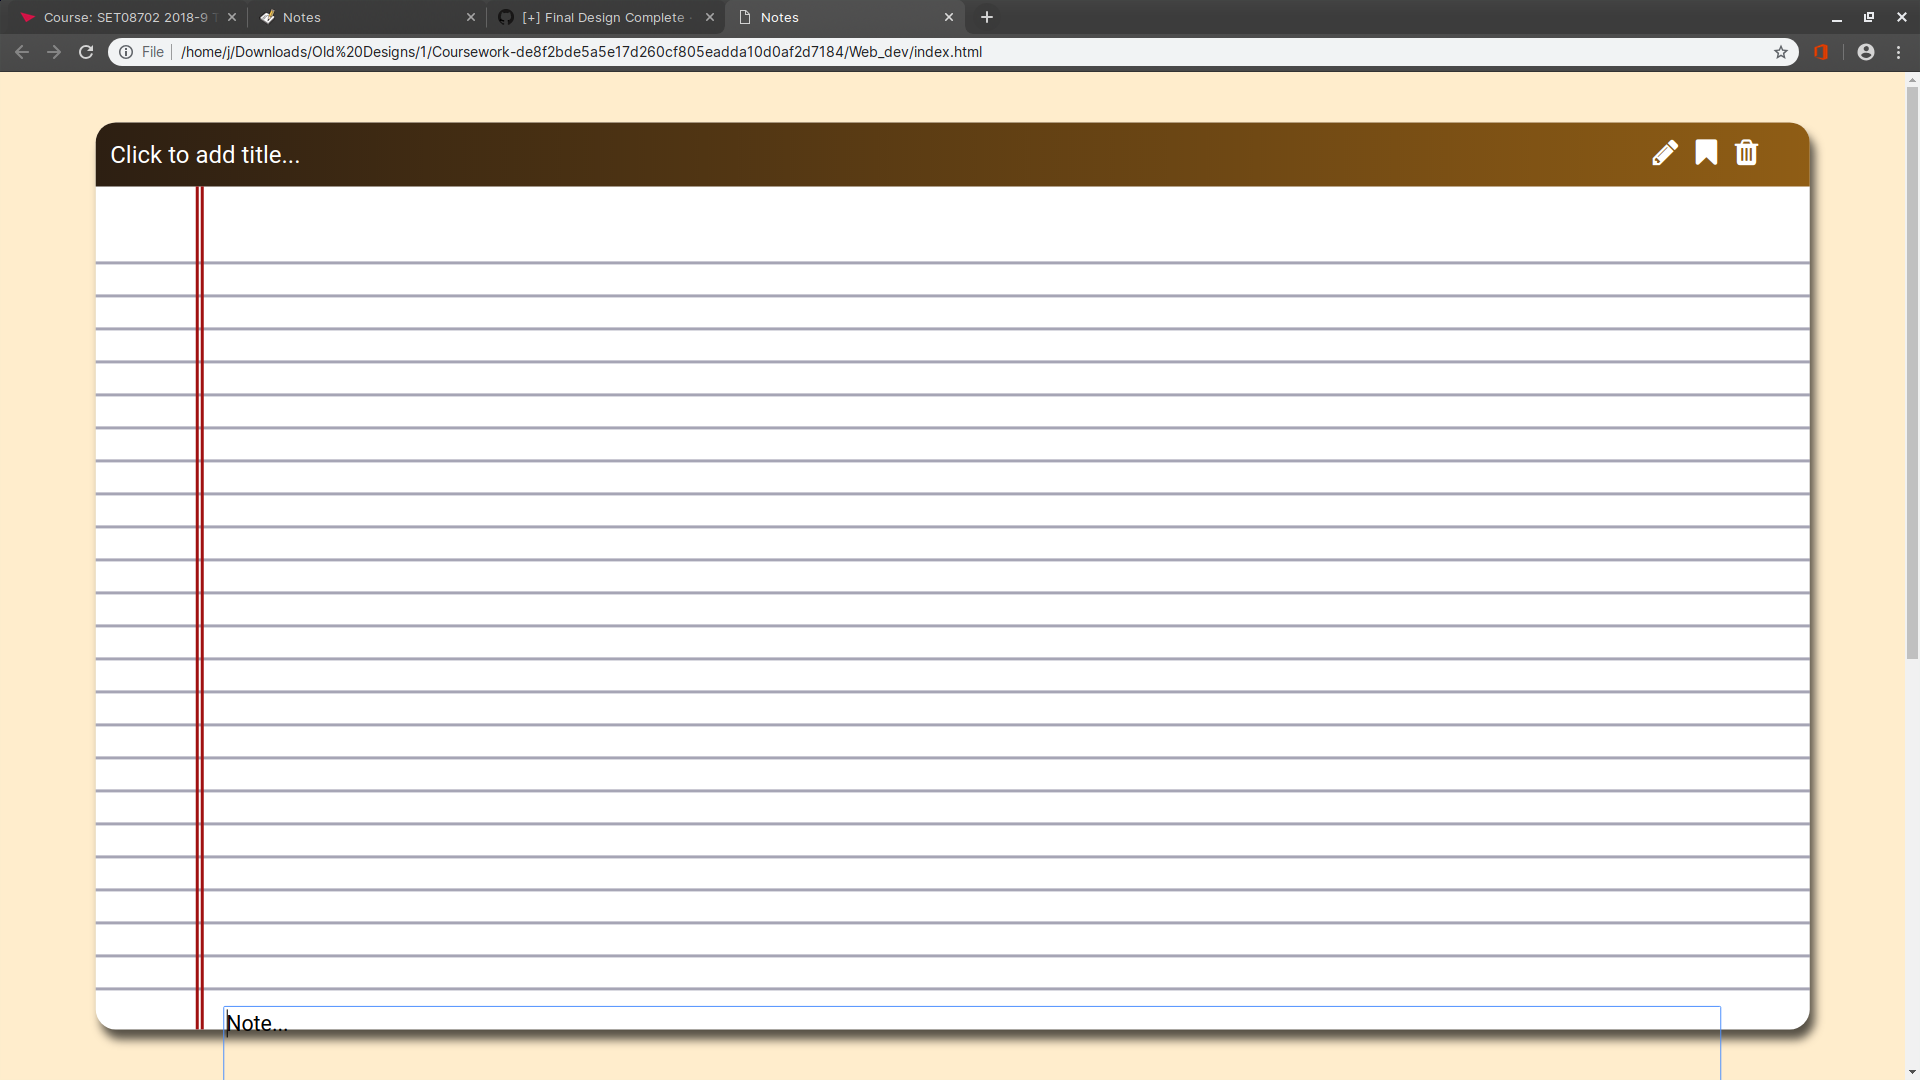 Course: SET08702 2018-9 T
Notes
[+] Final Design Complete ·
Notes
File
/home/j/Downloads/Old%20Designs/1/Coursework-de8f2bde5a5e17d260cf805eadda10d0af2d7184/Web_dev/index.html
Click to add title...
Note...